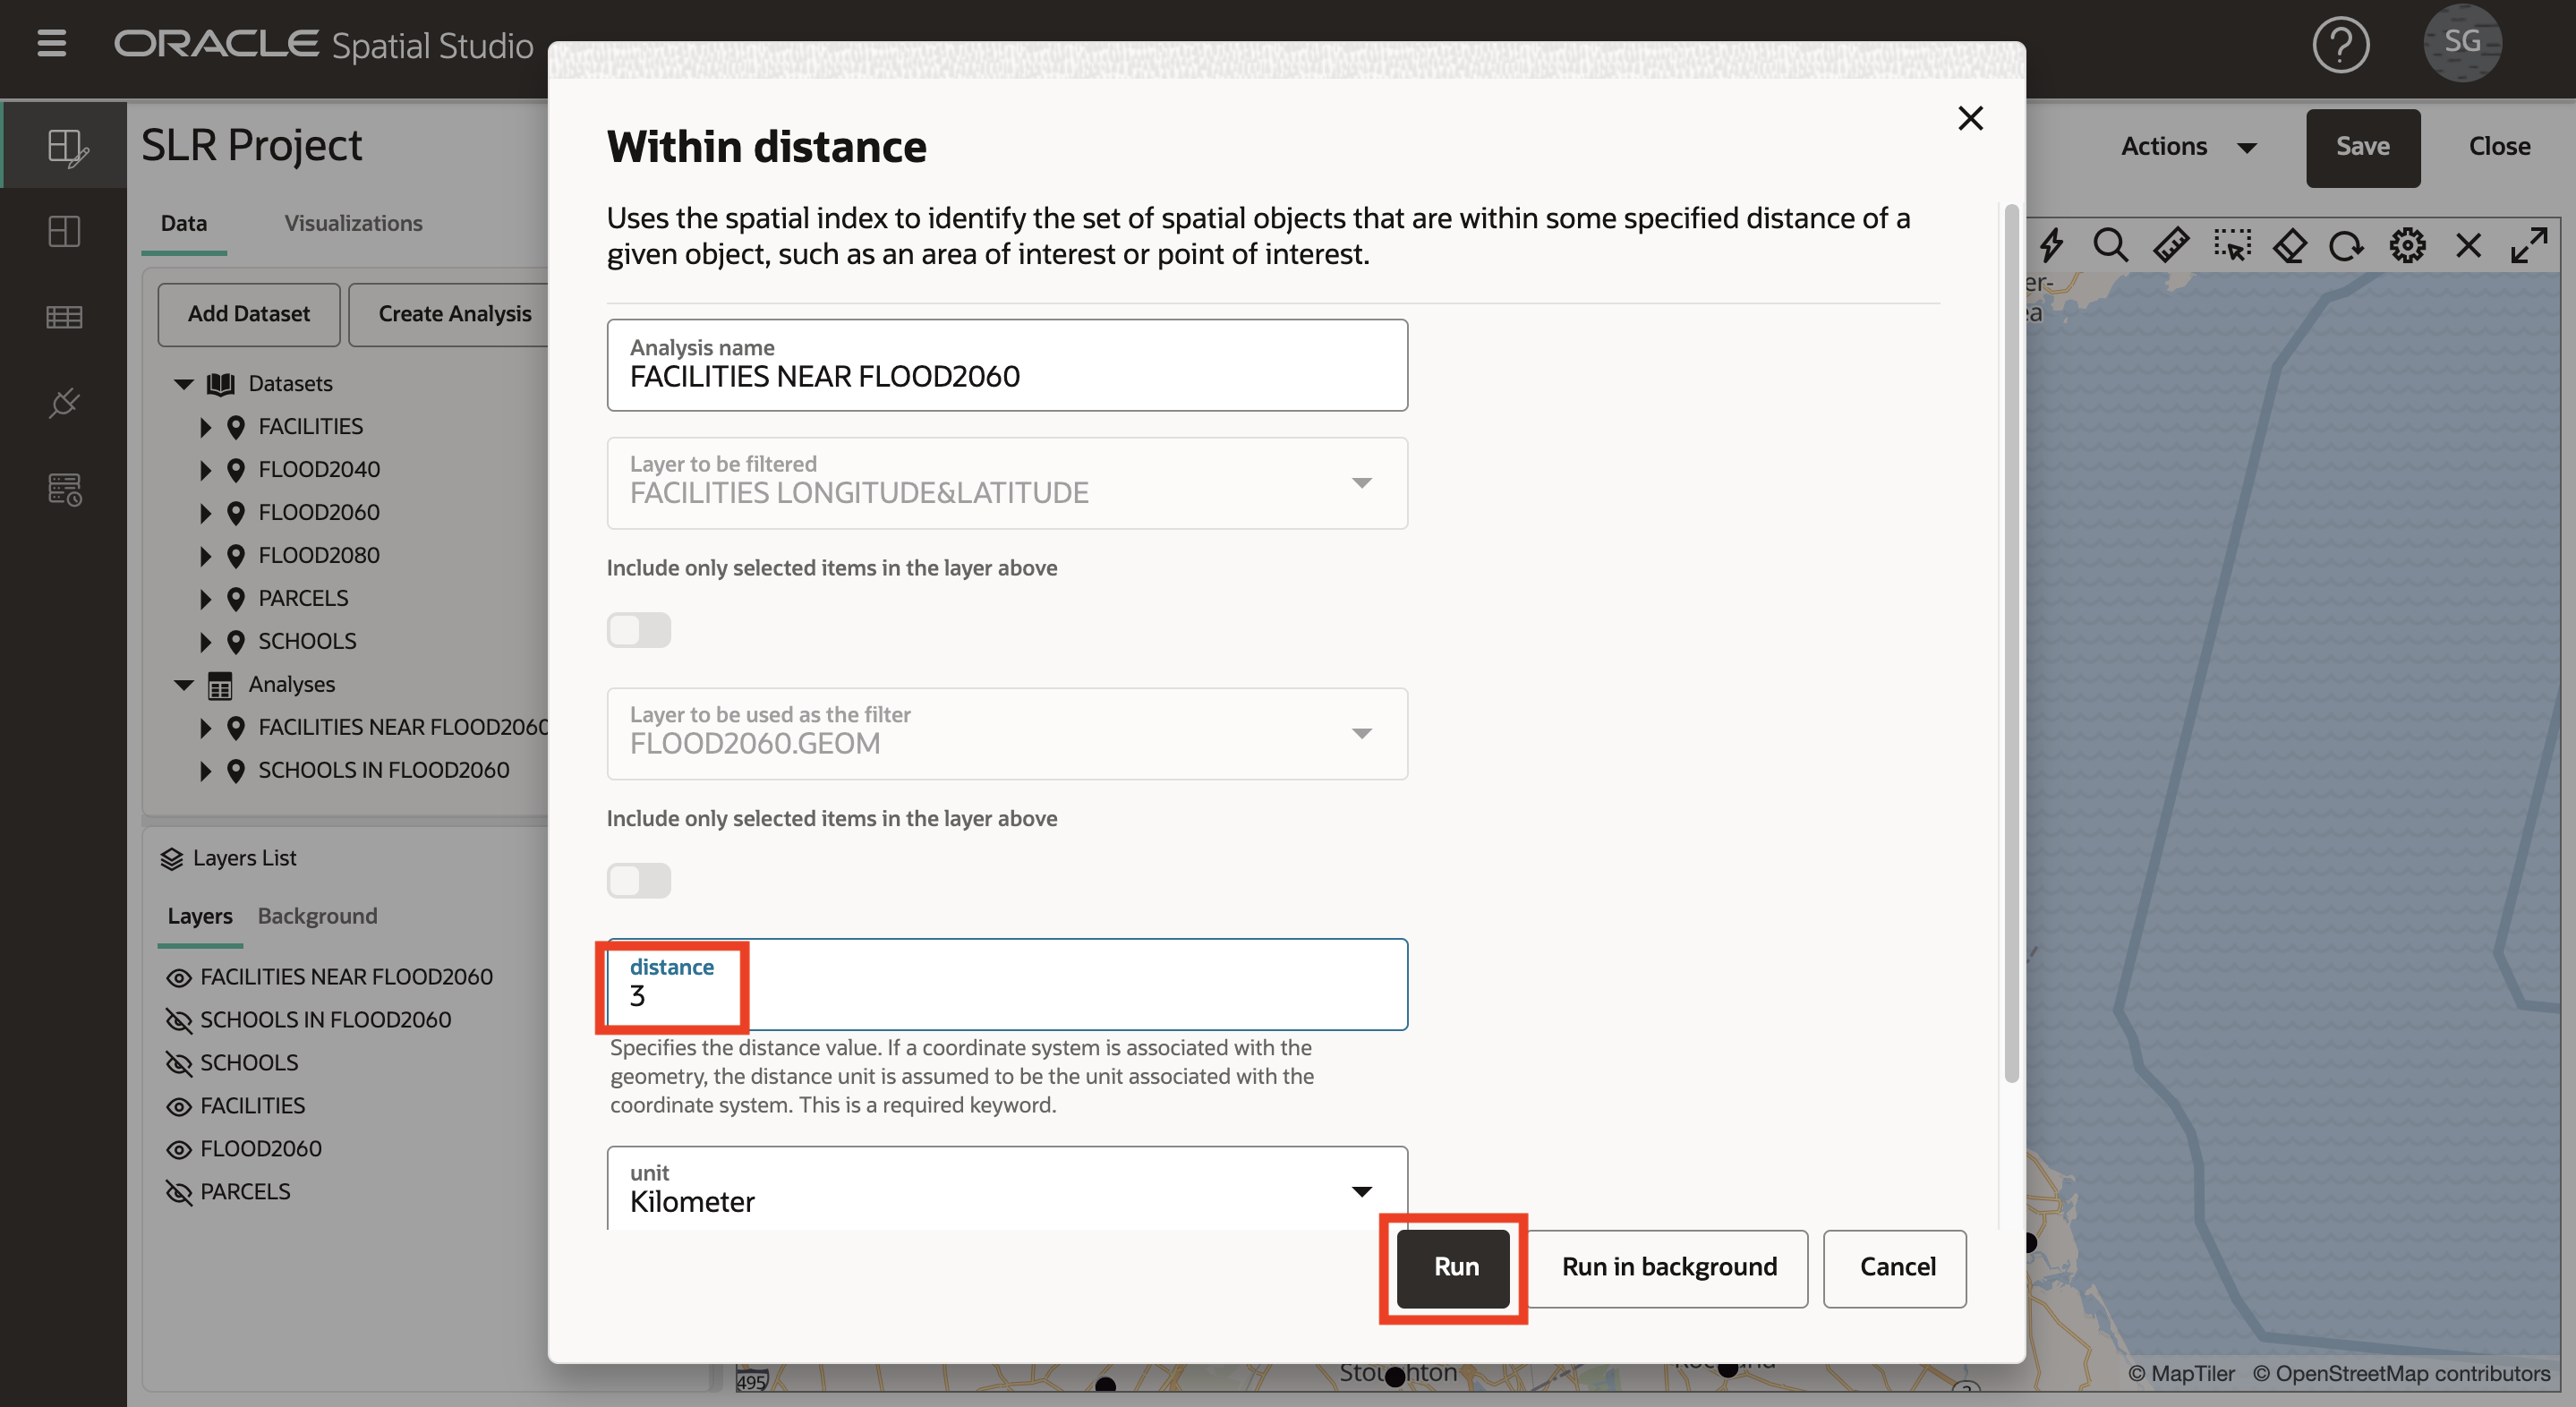 ORACLE Spatial Studio
SG
SLR Project
Actions
Save
Close
Data
Visualizations
Add Dataset
Create Analysis
Datasets
FACILITIES
FLOOD2040
FLOOD2060
FLOOD2080
PARCELS
SCHOOLS
Analyses
FACILITIES NEAR FLOOD2060
SCHOOLS IN FLOOD2060
Layers List
Layers
Background
FACILITIES NEAR FLOOD2060
SCHOOLS IN FLOOD2060
SCHOOLS
FACILITIES
FLOOD2060
PARCELS
Within distance
Uses the spatial index to identify the set of spatial objects that are within some specified distance of a
given object, such as an area of interest or point of interest.
Analysis name
FACILITIES NEAR FLOOD2060
Layer to be filtered
FACILITIES LONGITUDE&LATITUDE
Include only selected items in the layer above
Layer to be used as the filter
FLOOD2060.GEOM
Include only selected items in the layer above
distance
3
Specifies the distance value. If a coordinate system is associated with the
geometry, the distance unit is assumed to be the unit associated with the
coordinate system. This is a required keyword.
unit
Kilometer
Run
Run in background
Cancel
495
© MapTiler © OpenStreetMap contributors